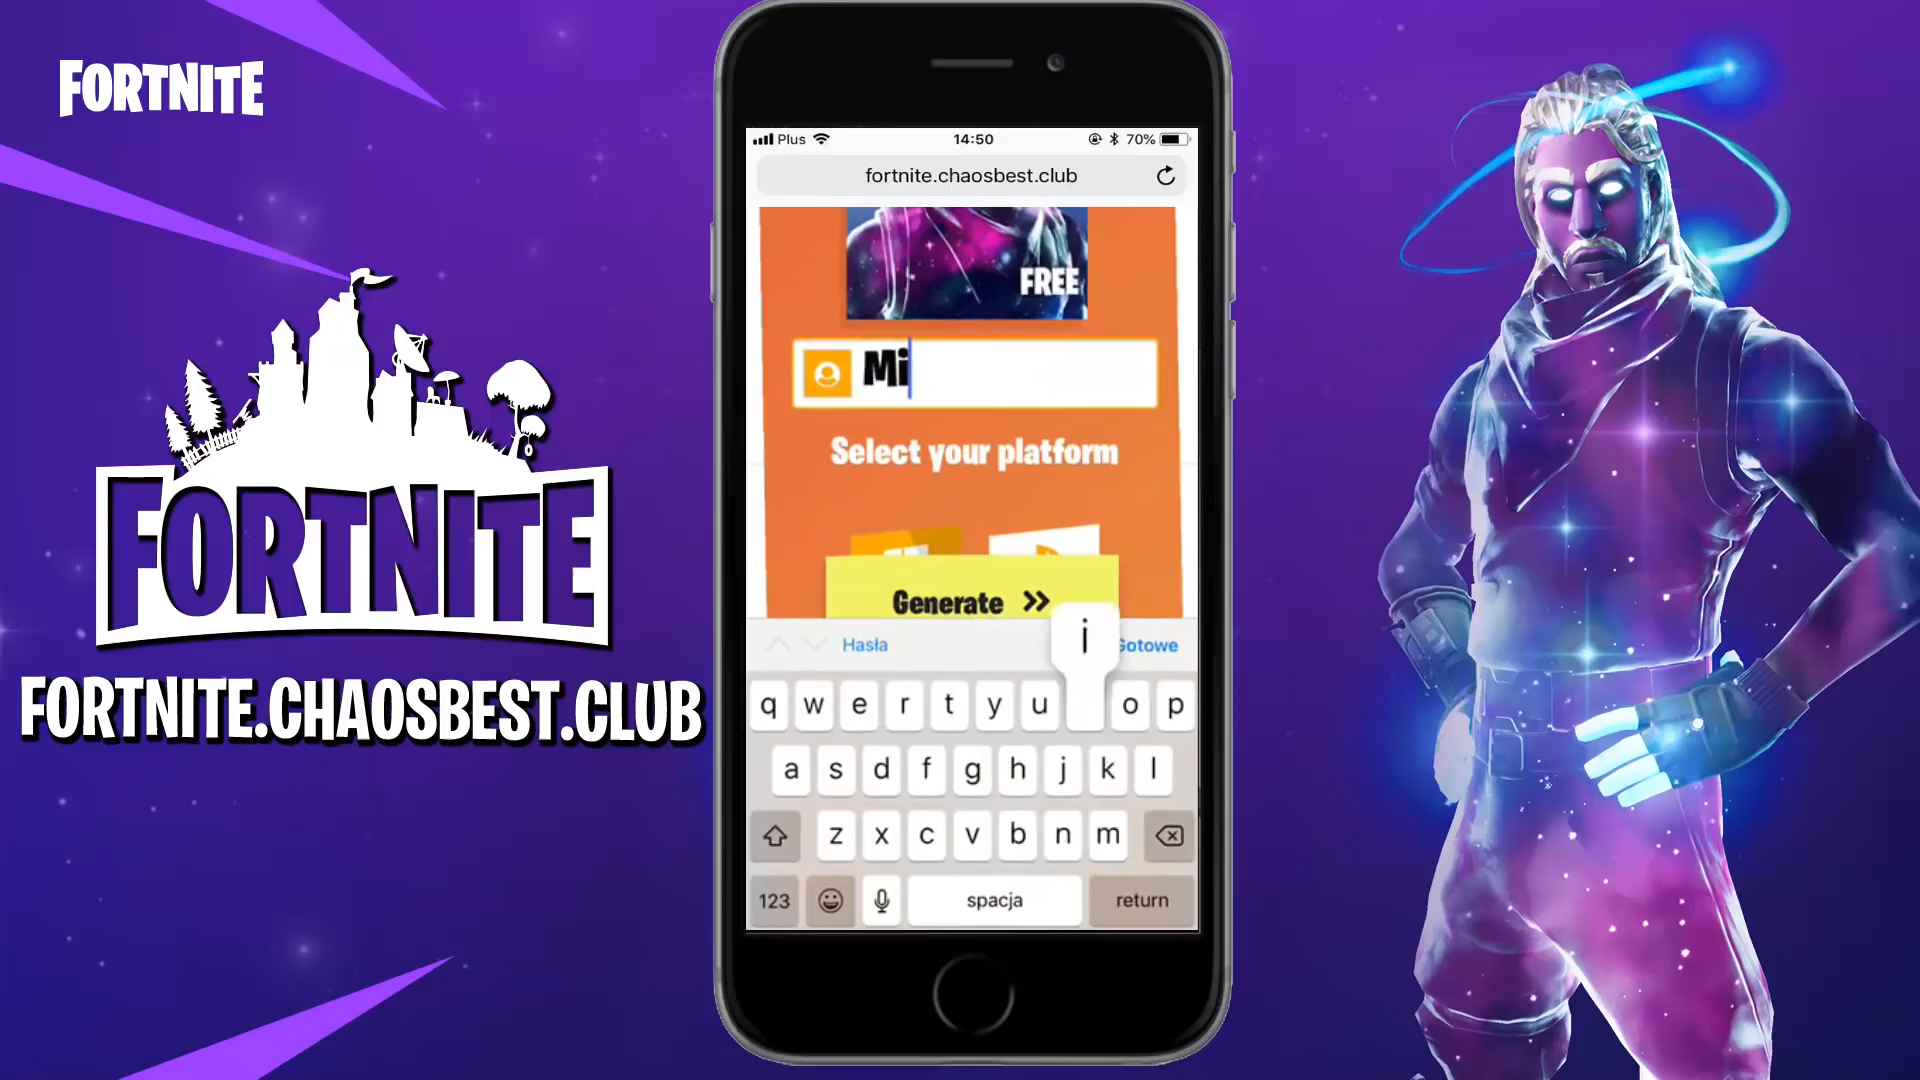 FORTNITE
FORTNITE
FORTNITE.CHAOSBEST.CLUB
Plus 14:50 70%
fortnite.chaosbest.club
FREE
Mi
Select your platform
Generate >>
Hasła Gotowe
i
q w e r t y u o p
a s d f g h j k l
z x c v b n m
123 spacja return